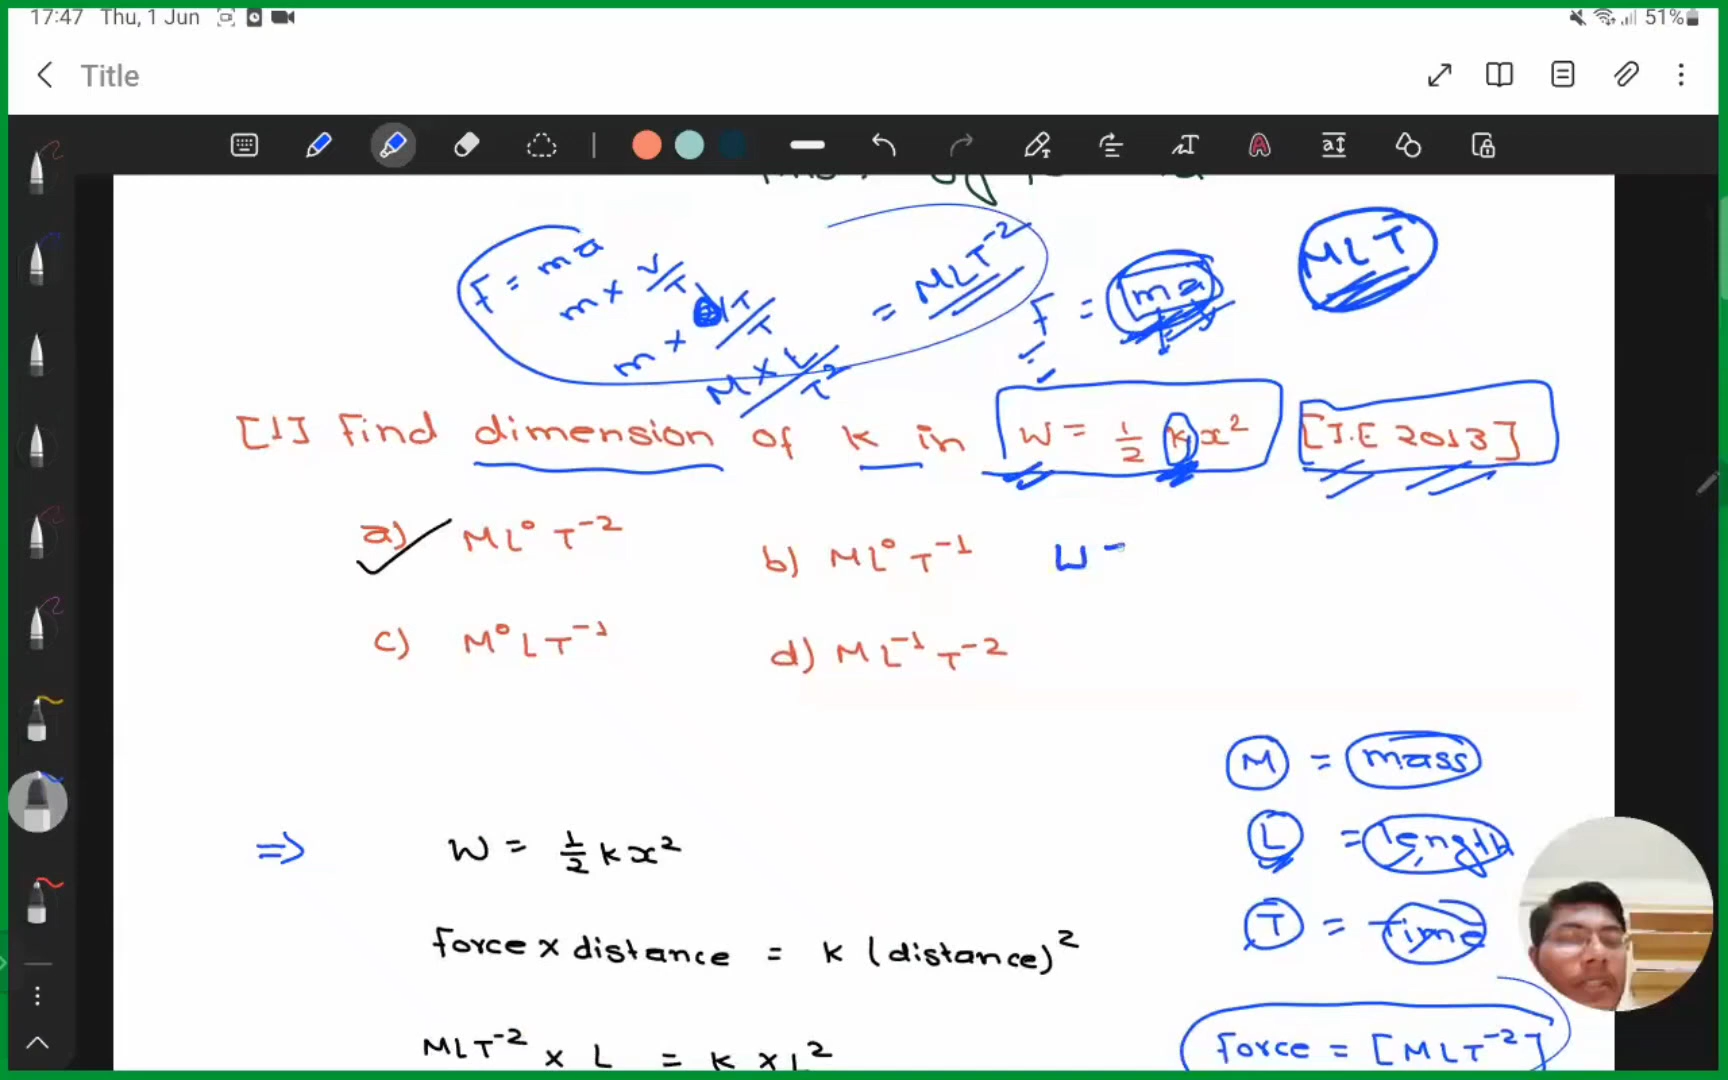 17:47 Thu, 1 Jun
51%
Title
F = ma
m × V/T
m ×
M × L/T²
= MLT⁻²
F = ma
MLT
[1] Find dimension of k in W = ½ kx² [I.E 2013]
a) ML⁰T⁻²
b) ML⁰T⁻¹
W =
c) M⁰LT⁻¹
d) ML⁻¹T⁻²
M = mass
L = length
T = Time
⇒ W = ½ kx²
Force × distance = k (distance)²
MLT⁻² × L = k × L²
Force = [MLT⁻²]